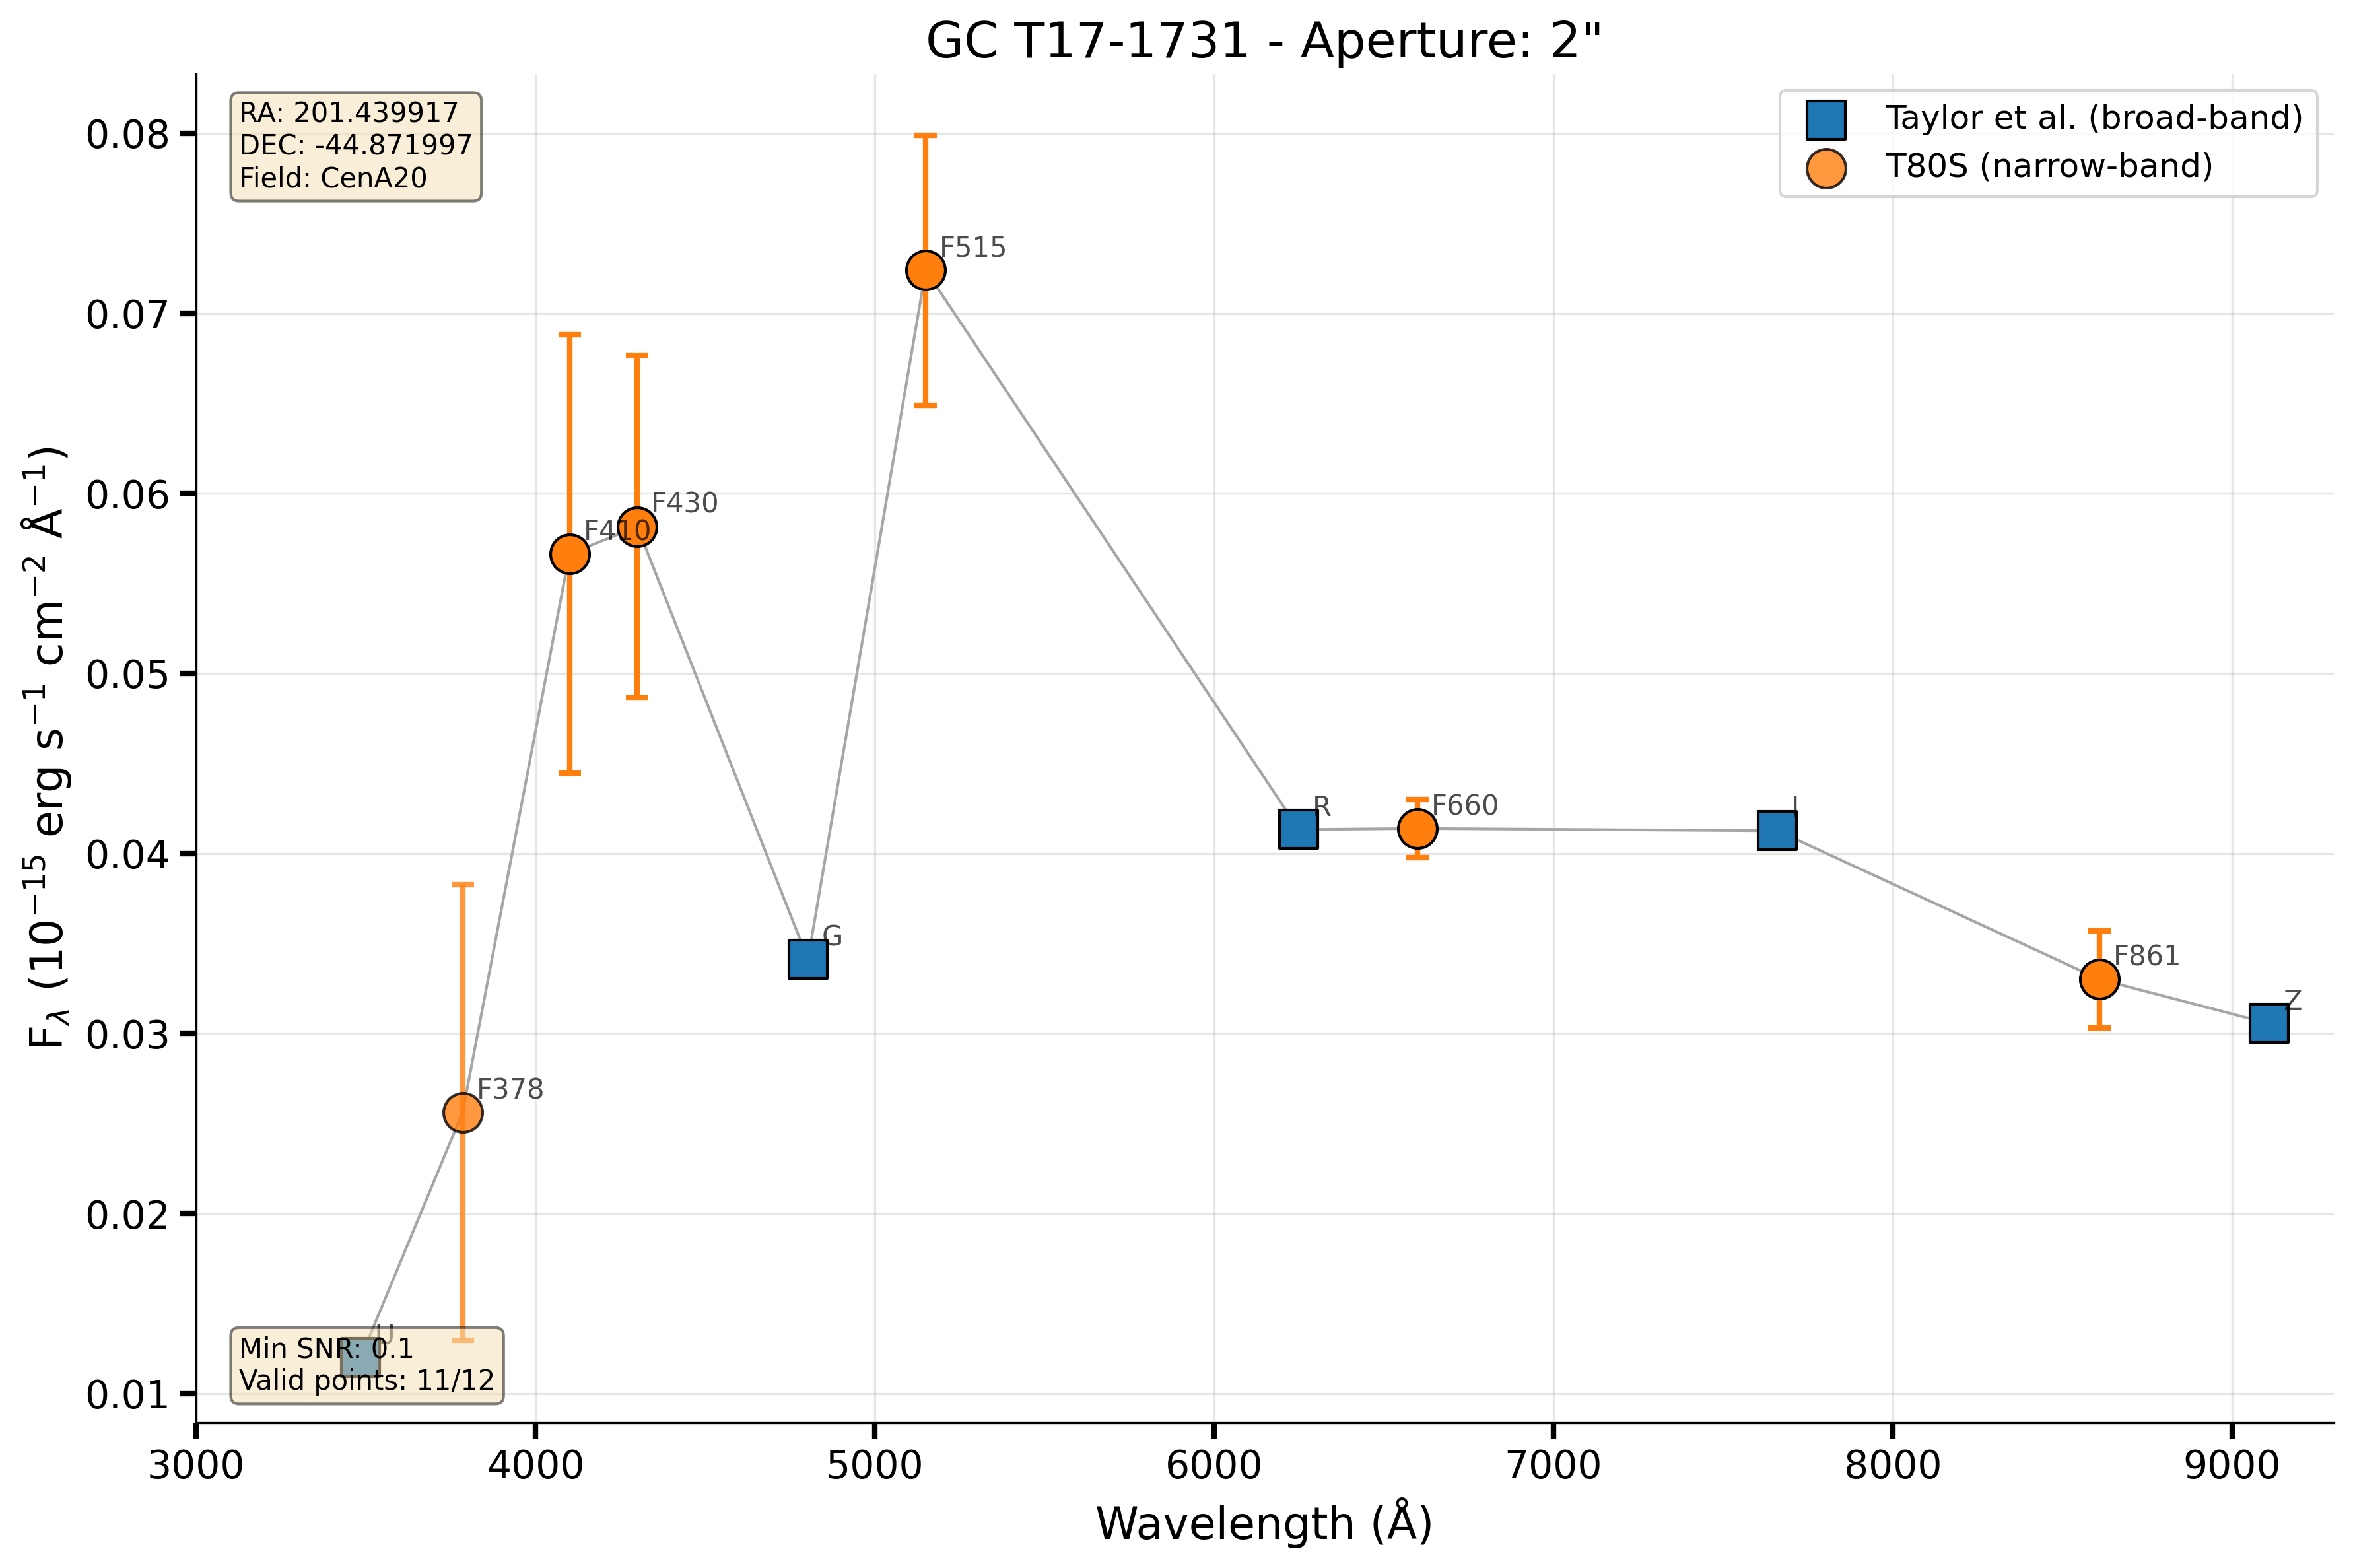 GC T17-1731 - Aperture: 2"
RA: 201.439917
DEC: -44.871997
Field: CenA20
Taylor et al. (broad-band)
T80S (narrow-band)
0.08
0.07
0.06
0.05
0.04
0.03
0.02
0.01
F_λ (10⁻¹⁵ erg s⁻¹ cm⁻² Å⁻¹)
U
F378
F410
F430
G
F515
R
F660
I
F861
Z
Min SNR: 0.1
Valid points: 11/12
3000 4000 5000 6000 7000 8000 9000
Wavelength (Å)